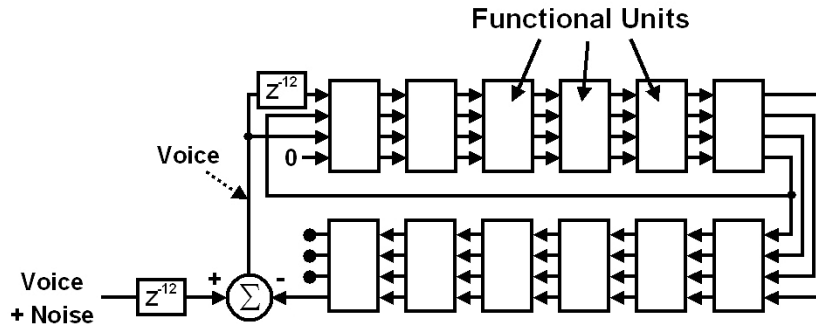 Functional Units
z-12
Voice
0
Voice
+ Noise
z-12
+
-
Σ